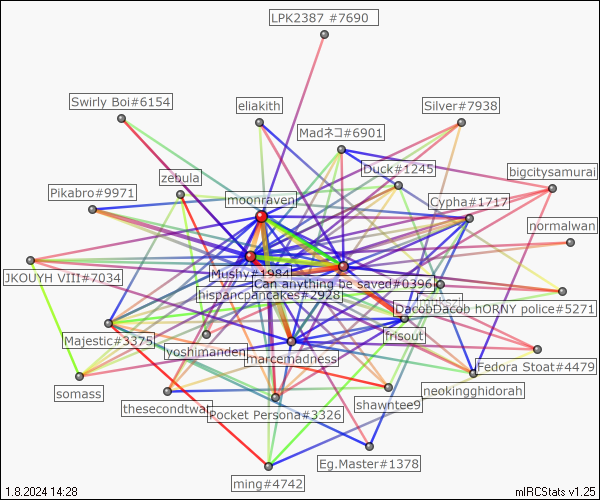 LPK2387 #7690
Swirly Boi#6154
eliakith
Silver#7938
Madネコ#6901
Duck#1245
bigcitysamurai
zebula
Pikabro#9971
moonraven
Cypha#1717
normalwan
Mushy#1984
JKOUYH VIII#7034
Can anything be saved#0396
hispancpancakes#2928
DacobDacob hORNY police#5271
Majestic#3375
frisout
yoshimanden
marcemadness
Fedora Stoat#4479
somass
neokingghidorah
thesecondtwan
shawntee9
Pocket Persona#3326
Eg.Master#1378
ming#4742
1.8.2024 14:28
mIRCStats v1.25